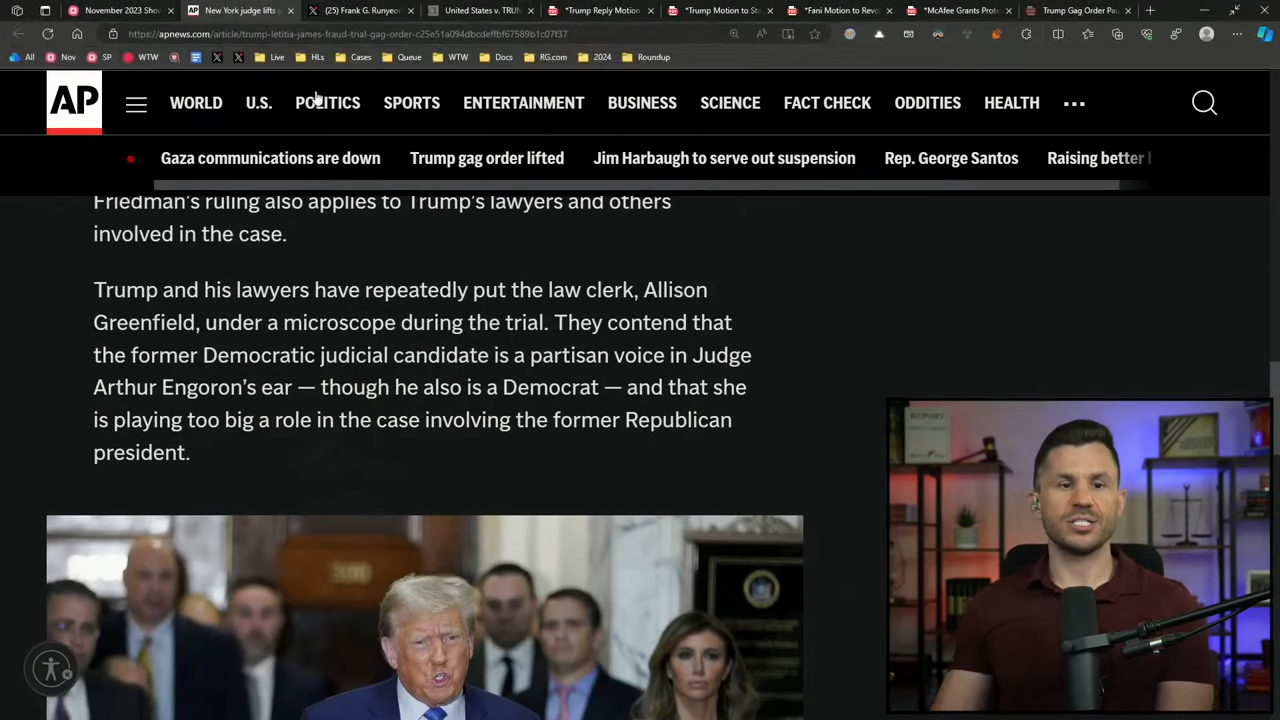 November 2023 Show
New York judge lifts
(25) Frank G. Runyeon
United States v. TRUM
*Trump Reply Motion
*Trump Motion to St
*Fani Motion to Revo
*McAfee Grants Prote
Trump Gag Order Pau
https://apnews.com/article/trump-letitia-james-fraud-trial-gag-order-c25e51a094dbcdeffbf67589b1c07f37
All
Nov
SP
WTW
Live
HLs
Cases
Queue
WTW
Docs
RG.com
2024
Roundup
AP
WORLD
U.S.
POLITICS
SPORTS
ENTERTAINMENT
BUSINESS
SCIENCE
FACT CHECK
ODDITIES
HEALTH
Gaza communications are down
Trump gag order lifted
Jim Harbaugh to serve out suspension
Rep. George Santos
Raising better
Friedman's ruling also applies to Trump's lawyers and others
involved in the case.
Trump and his lawyers have repeatedly put the law clerk, Allison
Greenfield, under a microscope during the trial. They contend that
the former Democratic judicial candidate is a partisan voice in Judge
Arthur Engoron's ear — though he also is a Democrat — and that she
is playing too big a role in the case involving the former Republican
president.